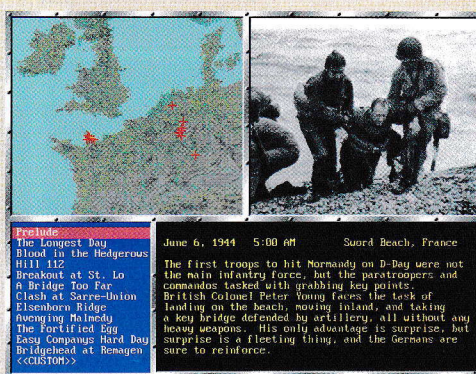 Prelude
The Longest Day
Blood in the Hedgerows
Hill 112
Breakout at St. Lo
A Bridge Too Far
Clash at Sarre-Union
Elsenborn Ridge
Avenging Malmedy
The Fortified Egg
Easy Companys Hard Day
Bridgehead at Remagen
<<CUSTOM>>
June 6, 1944 5:00 AM Sword Beach, France
The first troops to hit Normandy on D-Day were not
the main infantry force, but the paratroopers and
commandos tasked with grabbing key points.
British Colonel Peter Young faces the task of
landing on the beach, moving inland, and taking
a key bridge defended by artillery, all without any
heavy weapons. His only advantage is surprise, but
surprise is a fleeting thing, and the Germans are
sure to reinforce.